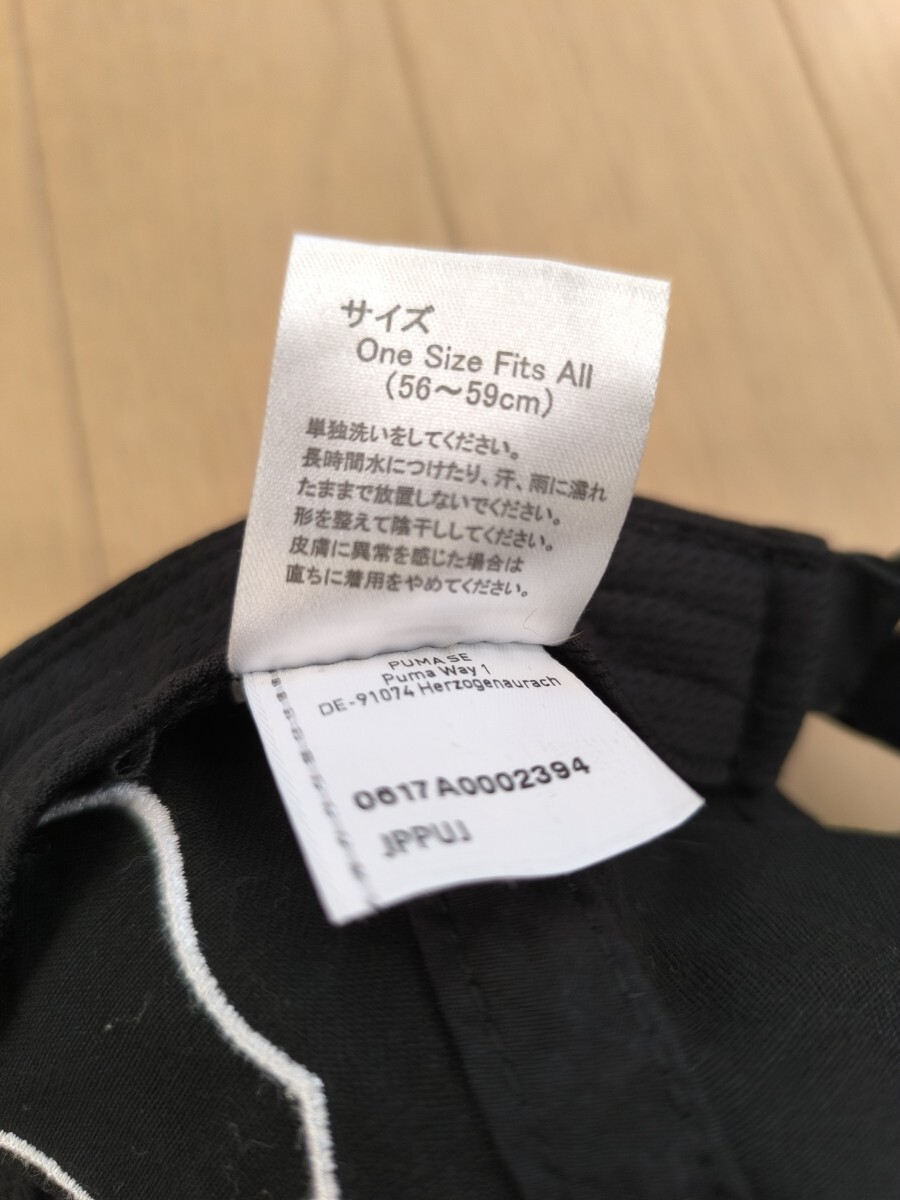 サイズ
One Size Fits All
(56～59cm)
単独洗いをしてください。
長時間水につけたり、汗、雨に濡れ
たままで放置しないでください。
形を整えて陰干ししてください。
皮膚に異常を感じた場合は
直ちに着用をやめてください。
PUMA SE
Puma Way 1
DE-91074 Herzogenaurach
0617A0002394
JPPUJ